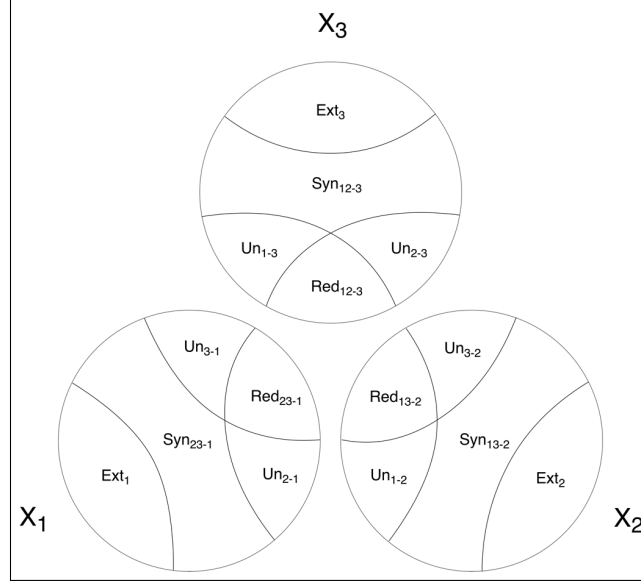 X₃
Ext₃
Syn₁₂₋₃
Un₁₋₃
Un₂₋₃
Red₁₂₋₃
Un₃₋₁
Red₂₃₋₁
Syn₂₃₋₁
Un₂₋₁
Ext₁
X₁
Un₃₋₂
Red₁₃₋₂
Syn₁₃₋₂
Un₁₋₂
Ext₂
X₂